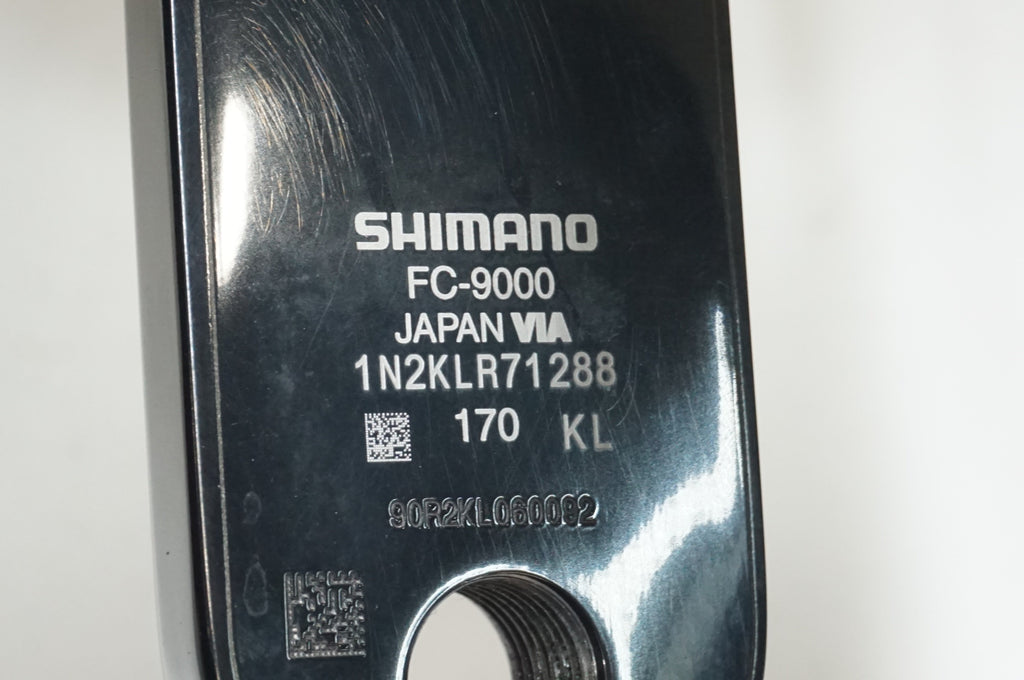 SHIMANO
FC-9000
JAPAN VIA
1N2KLR71288
170 KL
90R2KL060092